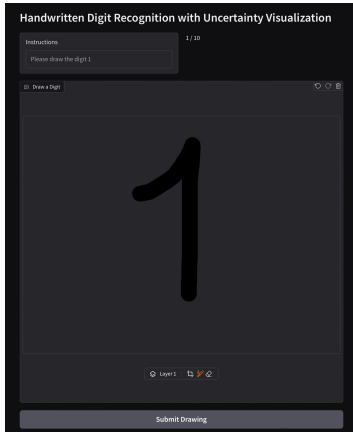 Handwritten Digit Recognition with Uncertainty Visualization
Instructions
1 / 10
Please draw the digit 1
Draw a Digit
1
Layer 1
Submit Drawing